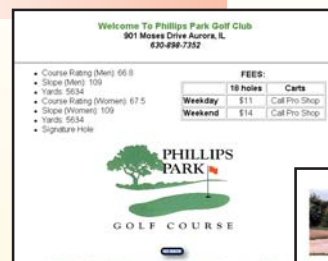 Welcome To Phillips Park Golf Club
901 Moses Drive Aurora, IL
630-898-7352
Course Rating (Men): 66.8
Slope (Men): 109
Yards: 5634
Course Rating (Women): 67.5
Slope (Women): 109
Yards: 5634
Signature Hole
FEES:
18 holes Carts
Weekday $11 Call Pro Shop
Weekend $14 Call Pro Shop
PHILLIPS
PARK
GOLF COURSE